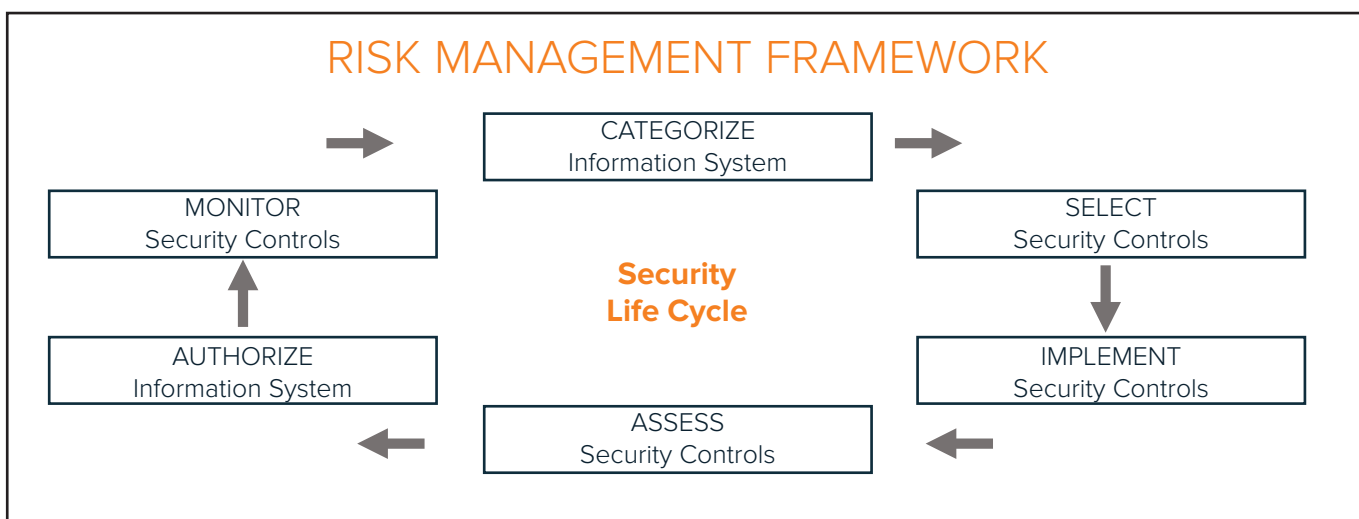 RISK MANAGEMENT FRAMEWORK
CATEGORIZE
Information System
MONITOR
Security Controls
SELECT
Security Controls
Security
Life Cycle
AUTHORIZE
Information System
IMPLEMENT
Security Controls
ASSESS
Security Controls